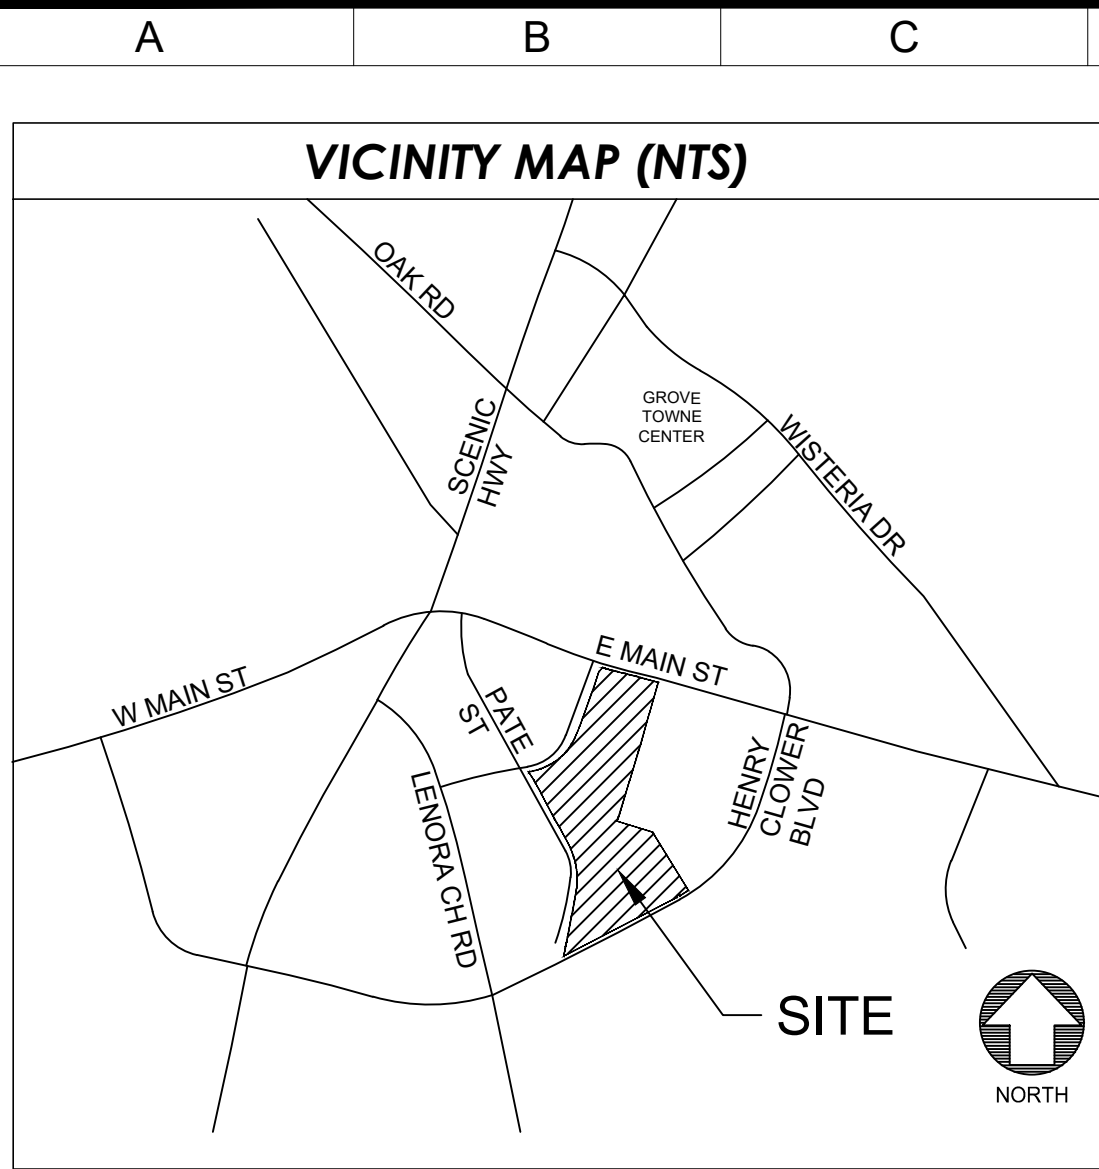 A
B
C
VICINITY MAP (NTS)
OAK RD
SCENIC
HWY
GROVE
TOWNE
CENTER
WISTERIA DR
E MAIN ST
W MAIN ST
PATE
ST
HENRY
CLOWER
BLVD
LENORA CH RD
SITE
NORTH